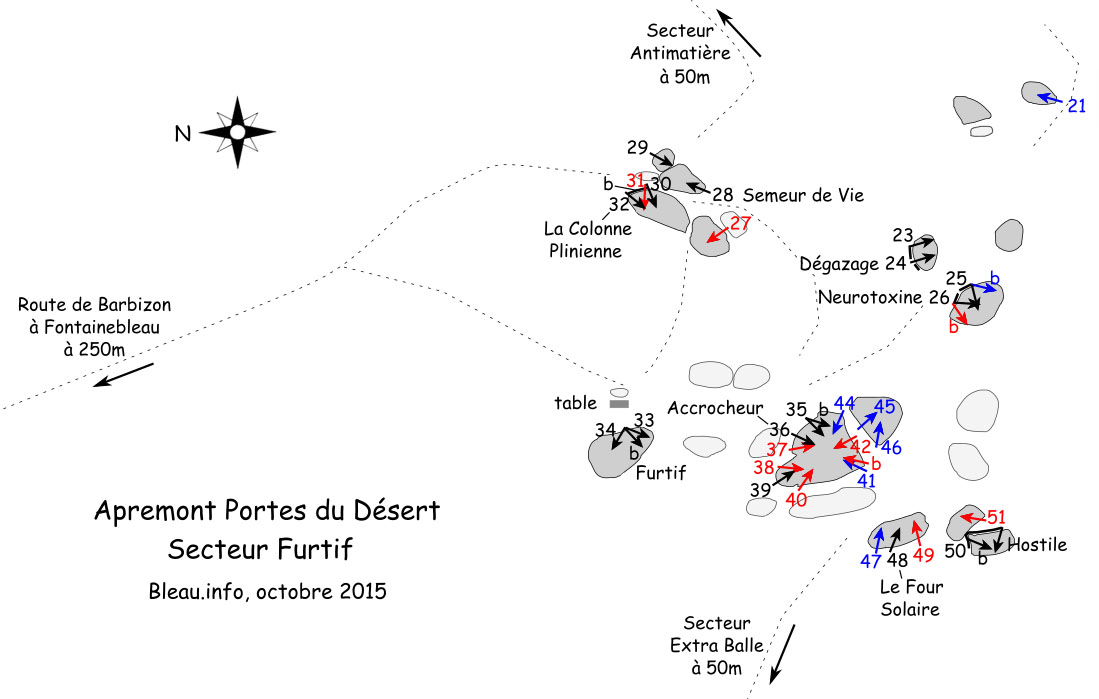 Secteur
Antimatière
à 50m
21
N
29
b
31
30
32
28
Semeur de Vie
La Colonne
Plinienne
27
23
Dégazage 24
25
b
Neurotoxine 26
b
Route de Barbizon
à Fontainebleau
à 250m
table
Accrocheur
35
b
44
45
34
33
b
Furtif
36
37
38
39
40
42
b
41
46
Apremont Portes du Désert
Secteur Furtif
Bleau.info, octobre 2015
51
50
b
Hostile
47
48
49
Le Four
Solaire
Secteur
Extra Balle
à 50m